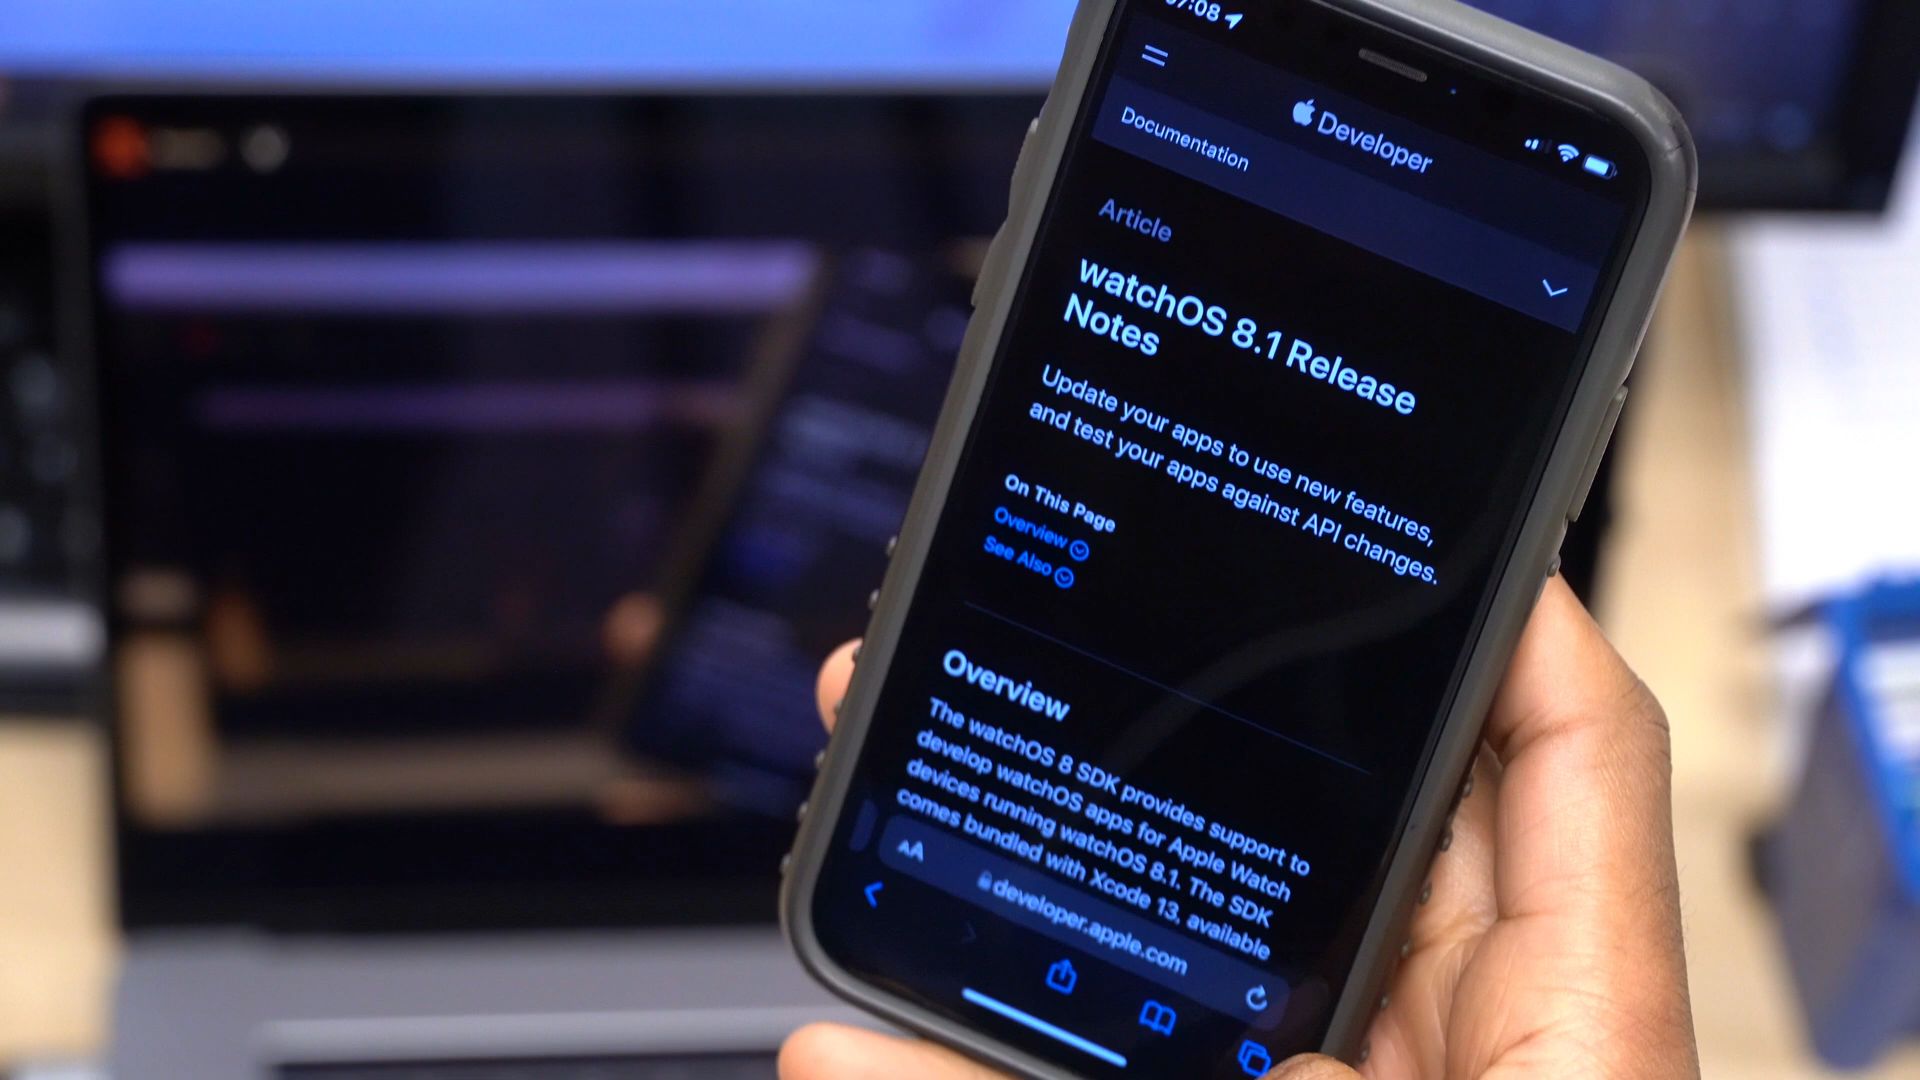 7:08
Developer
Documentation
Article
watchOS 8.1 Release
Notes
Update your apps to use new features,
and test your apps against API changes.
On This Page
Overview
See Also
Overview
The watchOS 8 SDK provides support to
develop watchOS apps for Apple Watch
devices running watchOS 8.1. The SDK
comes bundled with Xcode 13, available
AA
developer.apple.com